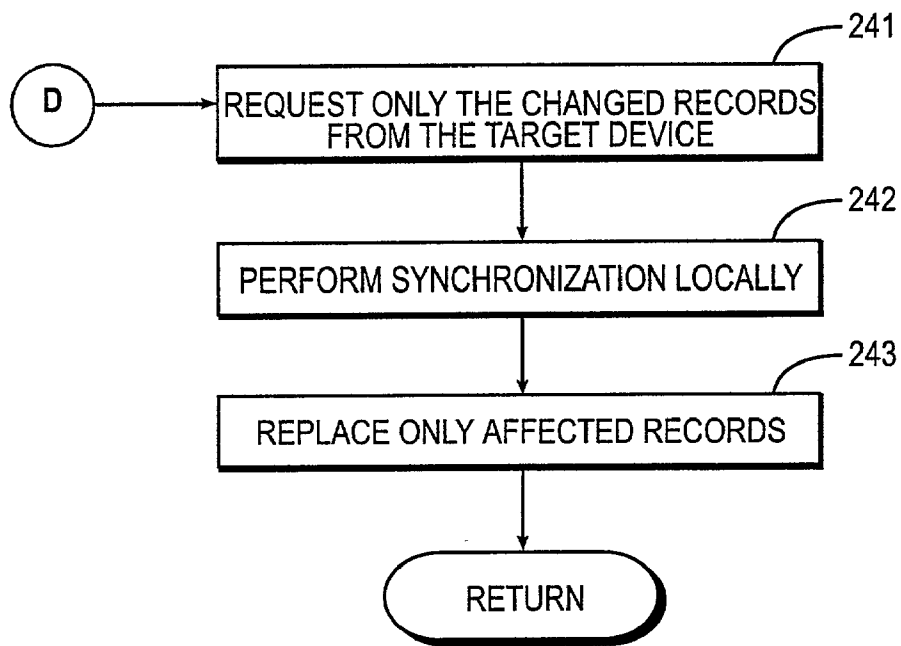 241
D
REQUEST ONLY THE CHANGED RECORDS
FROM THE TARGET DEVICE
242
PERFORM SYNCHRONIZATION LOCALLY
243
REPLACE ONLY AFFECTED RECORDS
RETURN